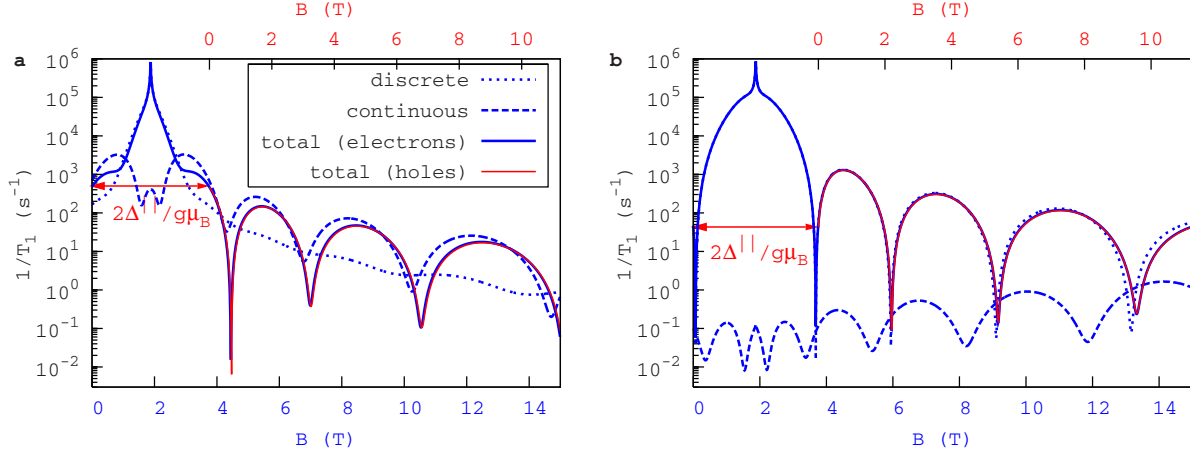 B (T)
0 2 4 6 8 10
a
10^6
10^5
10^4
10^3
10^2
10^1
10^0
10^-1
10^-2
1/T_1 (s^-1)
discrete
continuous
total (electrons)
total (holes)
2Δ^||/gμ_B
0 2 4 6 8 10 12 14
B (T)
B (T)
0 2 4 6 8 10
b
10^6
10^5
10^4
10^3
10^2
10^1
10^0
10^-1
10^-2
1/T_1 (s^-1)
2Δ^||/gμ_B
0 2 4 6 8 10 12 14
B (T)